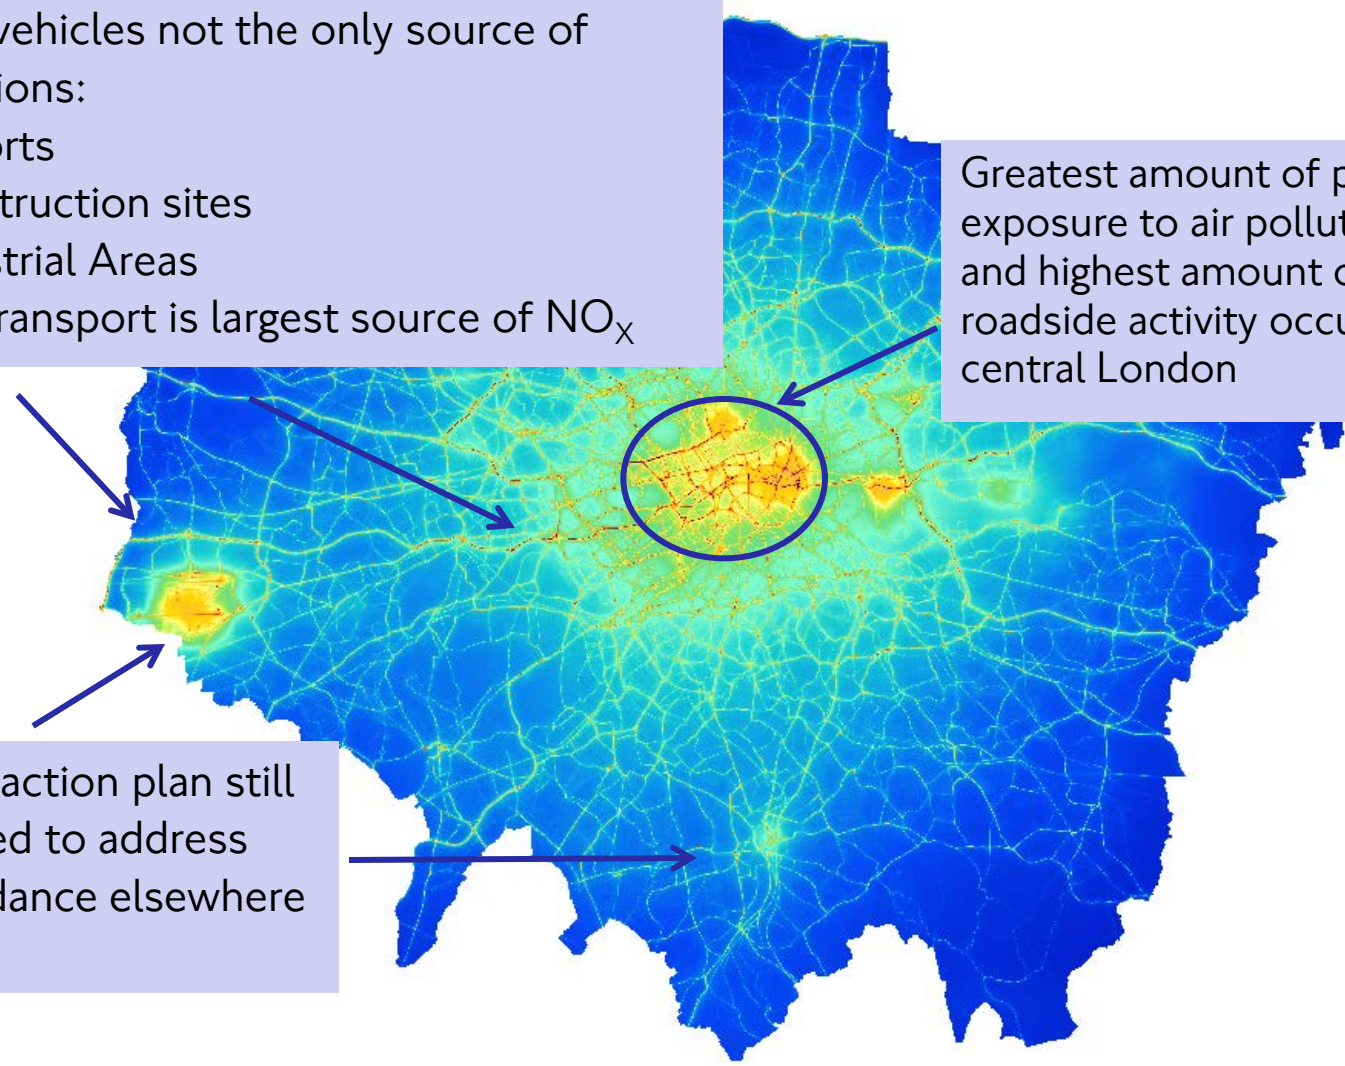 vehicles not the only source of
ions:
orts
truction sites
strial Areas
ransport is largest source of NOX
Greatest amount of p
exposure to air pollut
and highest amount o
roadside activity occu
central London
action plan still
ed to address
dance elsewhere